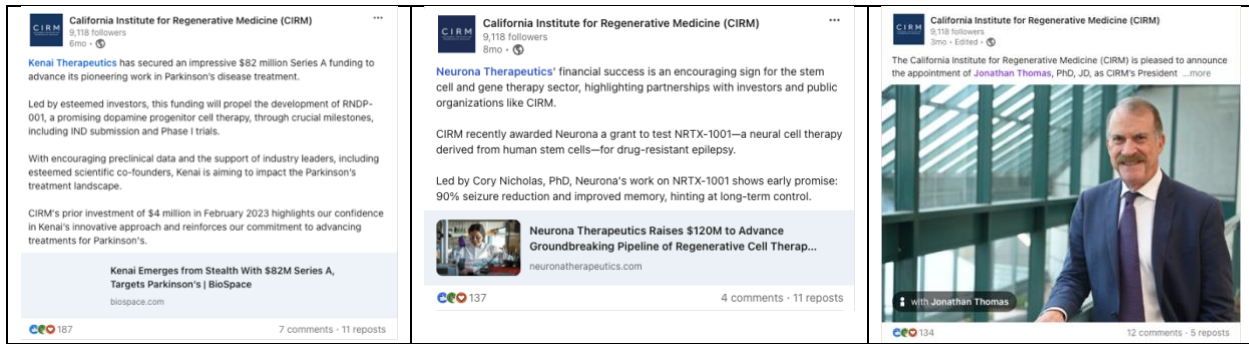 California Institute for Regenerative Medicine (CIRM)
CIRM
9,118 followers
6mo •
Kenai Therapeutics has secured an impressive $82 million Series A funding to
advance its pioneering work in Parkinson's disease treatment.
Led by esteemed investors, this funding will propel the development of RNDP-
001, a promising dopamine progenitor cell therapy, through crucial milestones,
including IND submission and Phase I trials.
With encouraging preclinical data and the support of industry leaders, including
esteemed scientific co-founders, Kenai is aiming to impact the Parkinson's
treatment landscape.
CIRM's prior investment of $4 million in February 2023 highlights our confidence
in Kenai's innovative approach and reinforces our commitment to advancing
treatments for Parkinson's.
Kenai Emerges from Stealth With $82M Series A,
Targets Parkinson's | BioSpace
biospace.com
187
7 comments · 11 reposts
California Institute for Regenerative Medicine (CIRM)
CIRM
9,118 followers
8mo •
Neurona Therapeutics' financial success is an encouraging sign for the stem
cell and gene therapy sector, highlighting partnerships with investors and public
organizations like CIRM.
CIRM recently awarded Neurona a grant to test NRTX-1001—a neural cell therapy
derived from human stem cells—for drug-resistant epilepsy.
Led by Cory Nicholas, PhD, Neurona's work on NRTX-1001 shows early promise:
90% seizure reduction and improved memory, hinting at long-term control.
Neurona Therapeutics Raises $120M to Advance
Groundbreaking Pipeline of Regenerative Cell Therap...
neuronatherapeutics.com
137
4 comments · 11 reposts
California Institute for Regenerative Medicine (CIRM)
CIRM
9,118 followers
3mo • Edited •
The California Institute for Regenerative Medicine (CIRM) is pleased to announce
the appointment of Jonathan Thomas, PhD, JD, as CIRM's President ...more
with Jonathan Thomas
134
12 comments · 5 reposts